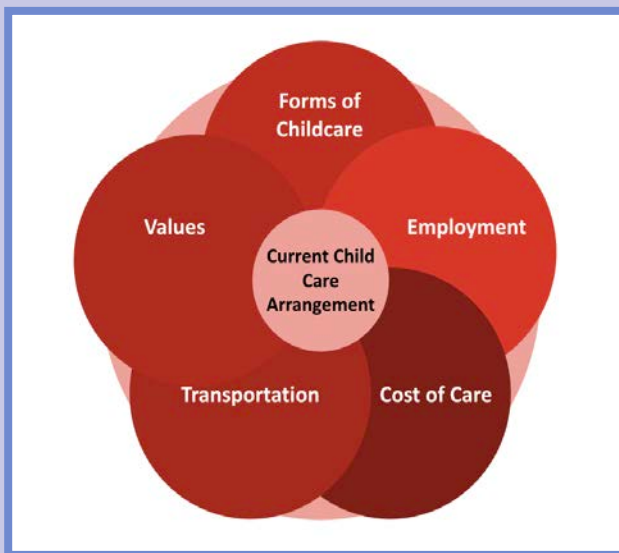 Forms of
Childcare
Values
Employment
Current Child
Care
Arrangement
Transportation
Cost of Care